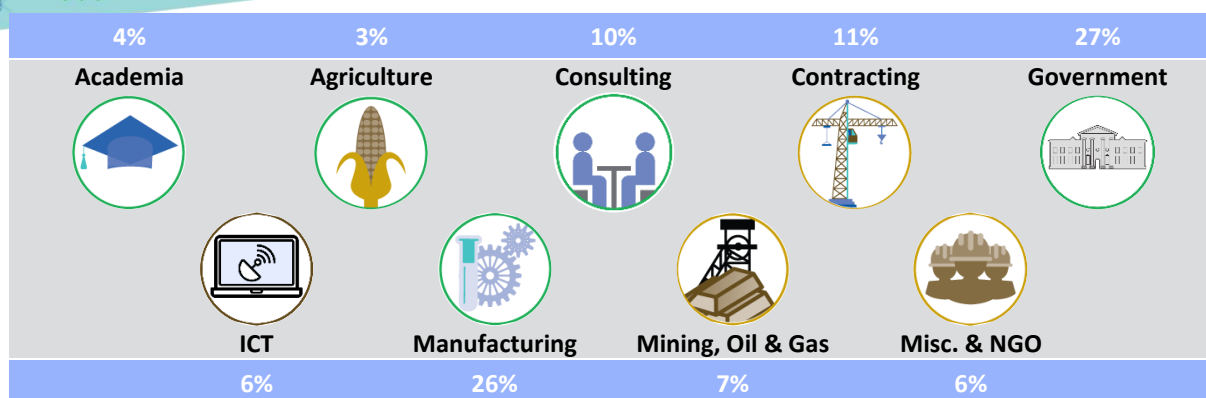 4% 3% 10% 11% 27%
Academia Agriculture Consulting Contracting Government
ICT Manufacturing Mining, Oil & Gas Misc. & NGO
6% 26% 7% 6%